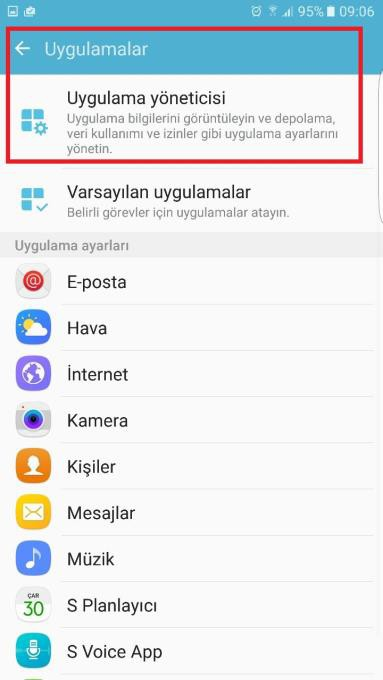 95% 09:06
Uygulamalar
Uygulama yöneticisi
Uygulama bilgilerini görüntüleyin ve depolama,
veri kullanımı ve izinler gibi uygulama ayarlarını
yönetin.
Varsayılan uygulamalar
Belirli görevler için uygulamalar atayın.
Uygulama ayarları
@
E-posta
Hava
İnternet
Kamera
Kişiler
Mesajlar
Müzik
ÇAR
30
S Planlayıcı
S Voice App